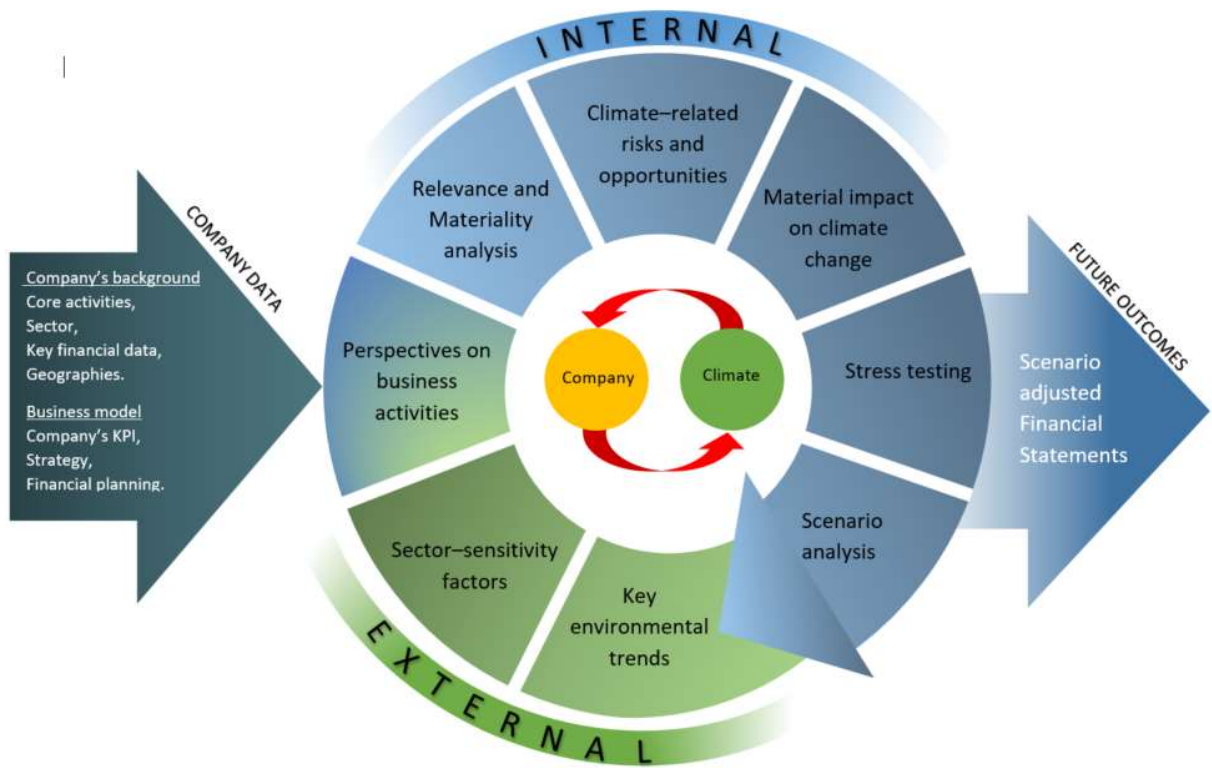 INTERNAL
COMPANY DATA
Company's background
Core activities,
Sector,
Key financial data,
Geographies.
Business model
Company's KPI,
Strategy,
Financial planning.
Perspectives on
business
activities
Relevance and
Materiality
analysis
Climate–related
risks and
opportunities
Material impact
on climate
change
Stress testing
Scenario
analysis
Key
environmental
trends
Sector–sensitivity
factors
Company
Climate
EXTERNAL
FUTURE OUTCOMES
Scenario
adjusted
Financial
Statements